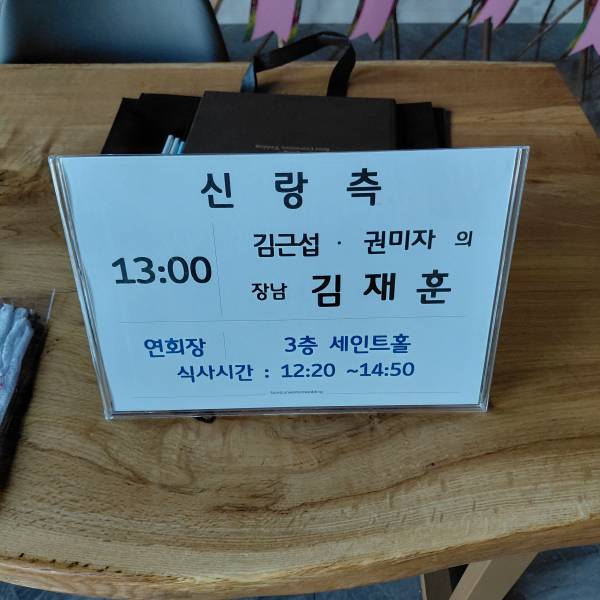 신 랑 측
13:00
김근섭 · 권미자 의
장남 김 재 훈
연회장 3층 세인트홀
식사시간 : 12:20 ~14:50